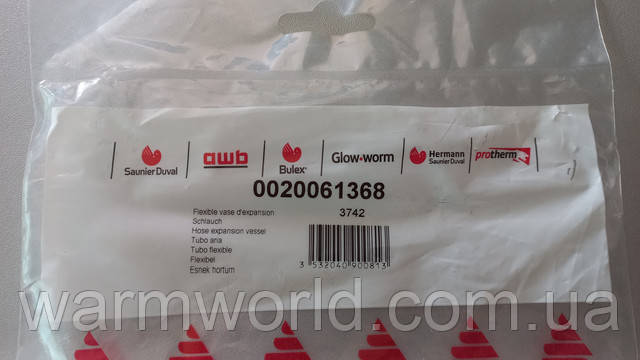 SaunierDuval awb Bulex Glow-worm Hermann SaunierDuval protherm
0020061368
Flexible vase d'expansion 3742
Schlauch
Hose expansion vessel
Tubo aria
Tubo flexible
Flexibel
Esnek hortum
3 532040 900813
warmworld.com.ua